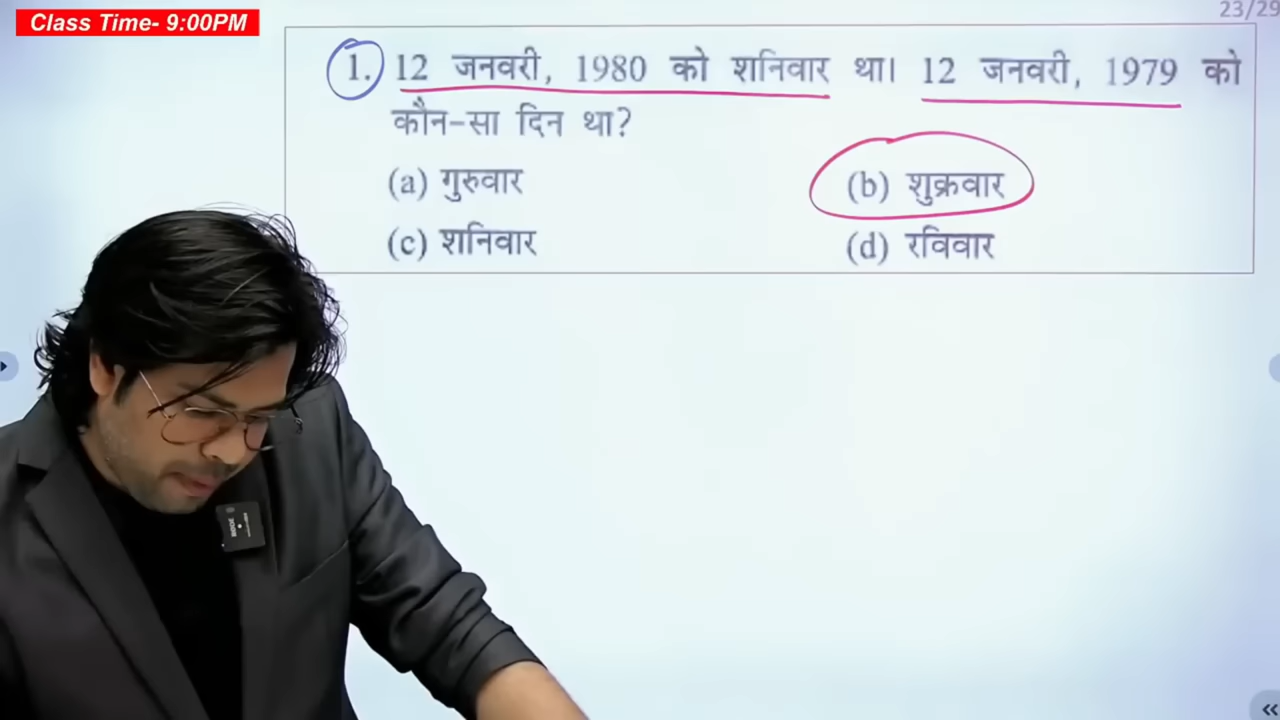 Class Time- 9:00PM
23/29
1. 12 जनवरी, 1980 को शनिवार था। 12 जनवरी, 1979 को
कौन-सा दिन था?
(a) गुरुवार
(b) शुक्रवार
(c) शनिवार
(d) रविवार